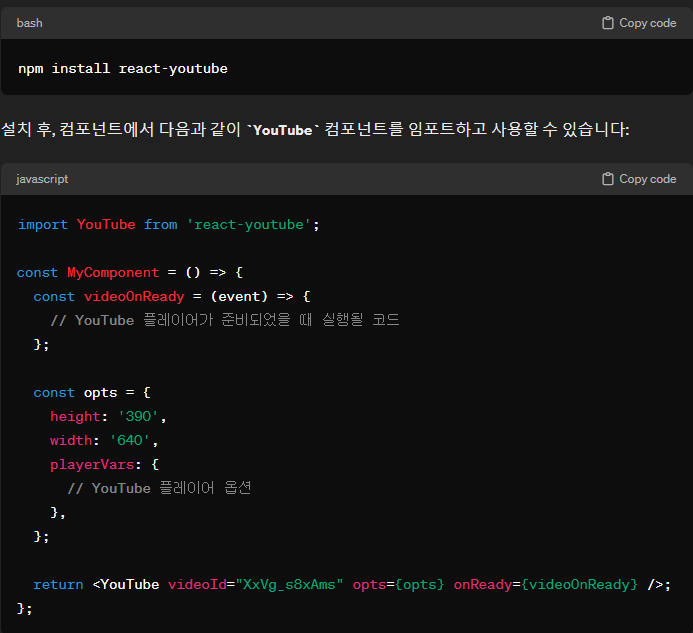 bash
Copy code
npm install react-youtube
설치 후, 컴포넌트에서 다음과 같이 `YouTube` 컴포넌트를 임포트하고 사용할 수 있습니다:
javascript
Copy code
import YouTube from 'react-youtube';
const MyComponent = () => {
  const videoOnReady = (event) => {
    // YouTube 플레이어가 준비되었을 때 실행될 코드
  };
  const opts = {
    height: '390',
    width: '640',
    playerVars: {
      // YouTube 플레이어 옵션
    },
  };
  return <YouTube videoId="XxVg_s8xAms" opts={opts} onReady={videoOnReady} />;
};